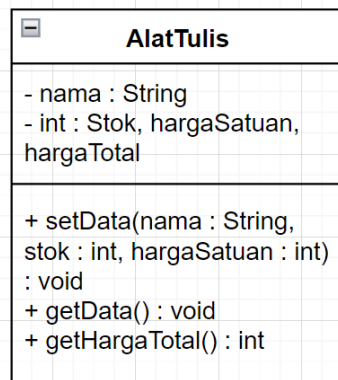 AlatTulis
- nama : String
- int : Stok, hargaSatuan,
hargaTotal
+ setData(nama : String,
stok : int, hargaSatuan : int)
: void
+ getData() : void
+ getHargaTotal() : int